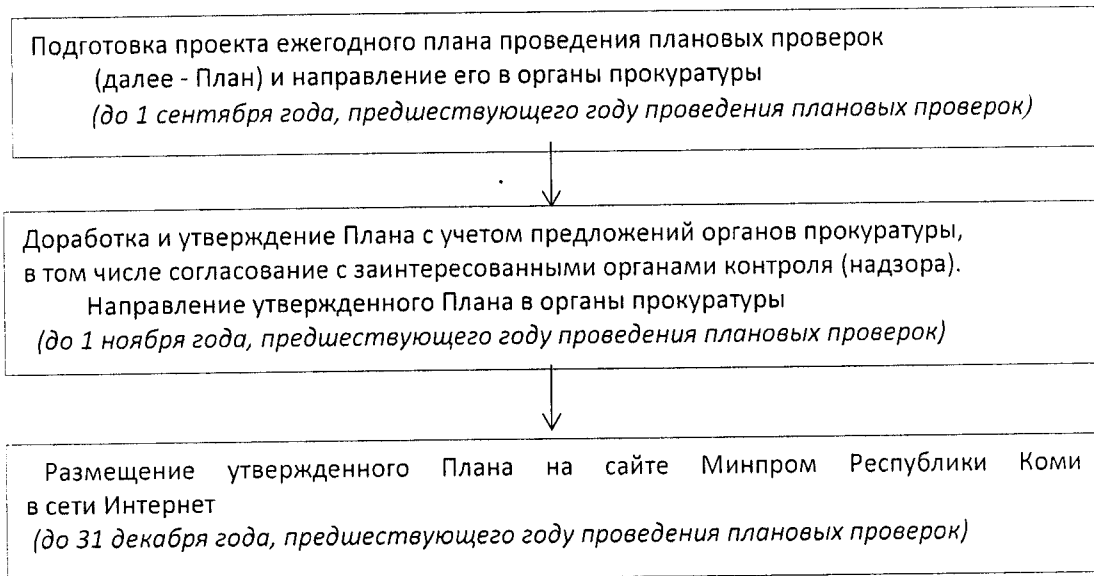 Подготовка проекта ежегодного плана проведения плановых проверок
(далее - План) и направление его в органы прокуратуры
(до 1 сентября года, предшествующего году проведения плановых проверок)
Доработка и утверждение Плана с учетом предложений органов прокуратуры,
в том числе согласование с заинтересованными органами контроля (надзора).
Направление утвержденного Плана в органы прокуратуры
(до 1 ноября года, предшествующего году проведения плановых проверок)
Размещение утвержденного Плана на сайте Минпром Республики Коми
в сети Интернет
(до 31 декабря года, предшествующего году проведения плановых проверок)